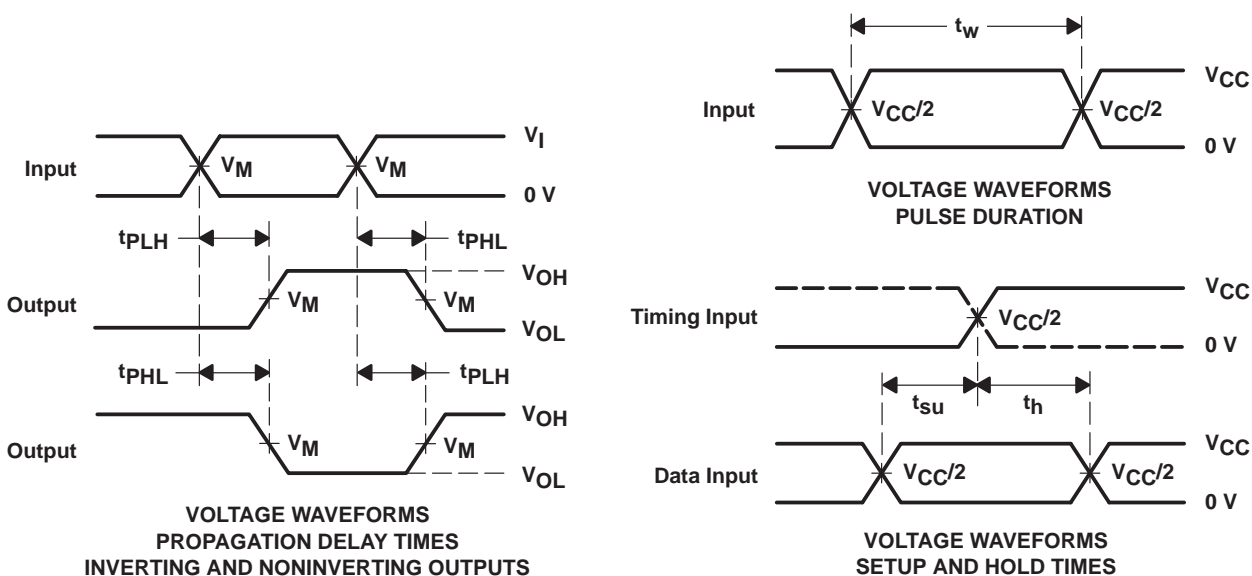 Input
VM
VM
VI
0 V
tPLH
tPHL
Output
VM
VM
VOH
VOL
tPHL
tPLH
Output
VM
VM
VOH
VOL
VOLTAGE WAVEFORMS
PROPAGATION DELAY TIMES
INVERTING AND NONINVERTING OUTPUTS
tw
Input
VCC/2
VCC/2
VCC
0 V
VOLTAGE WAVEFORMS
PULSE DURATION
Timing Input
VCC/2
VCC
0 V
tsu
th
Data Input
VCC/2
VCC/2
VCC
0 V
VOLTAGE WAVEFORMS
SETUP AND HOLD TIMES